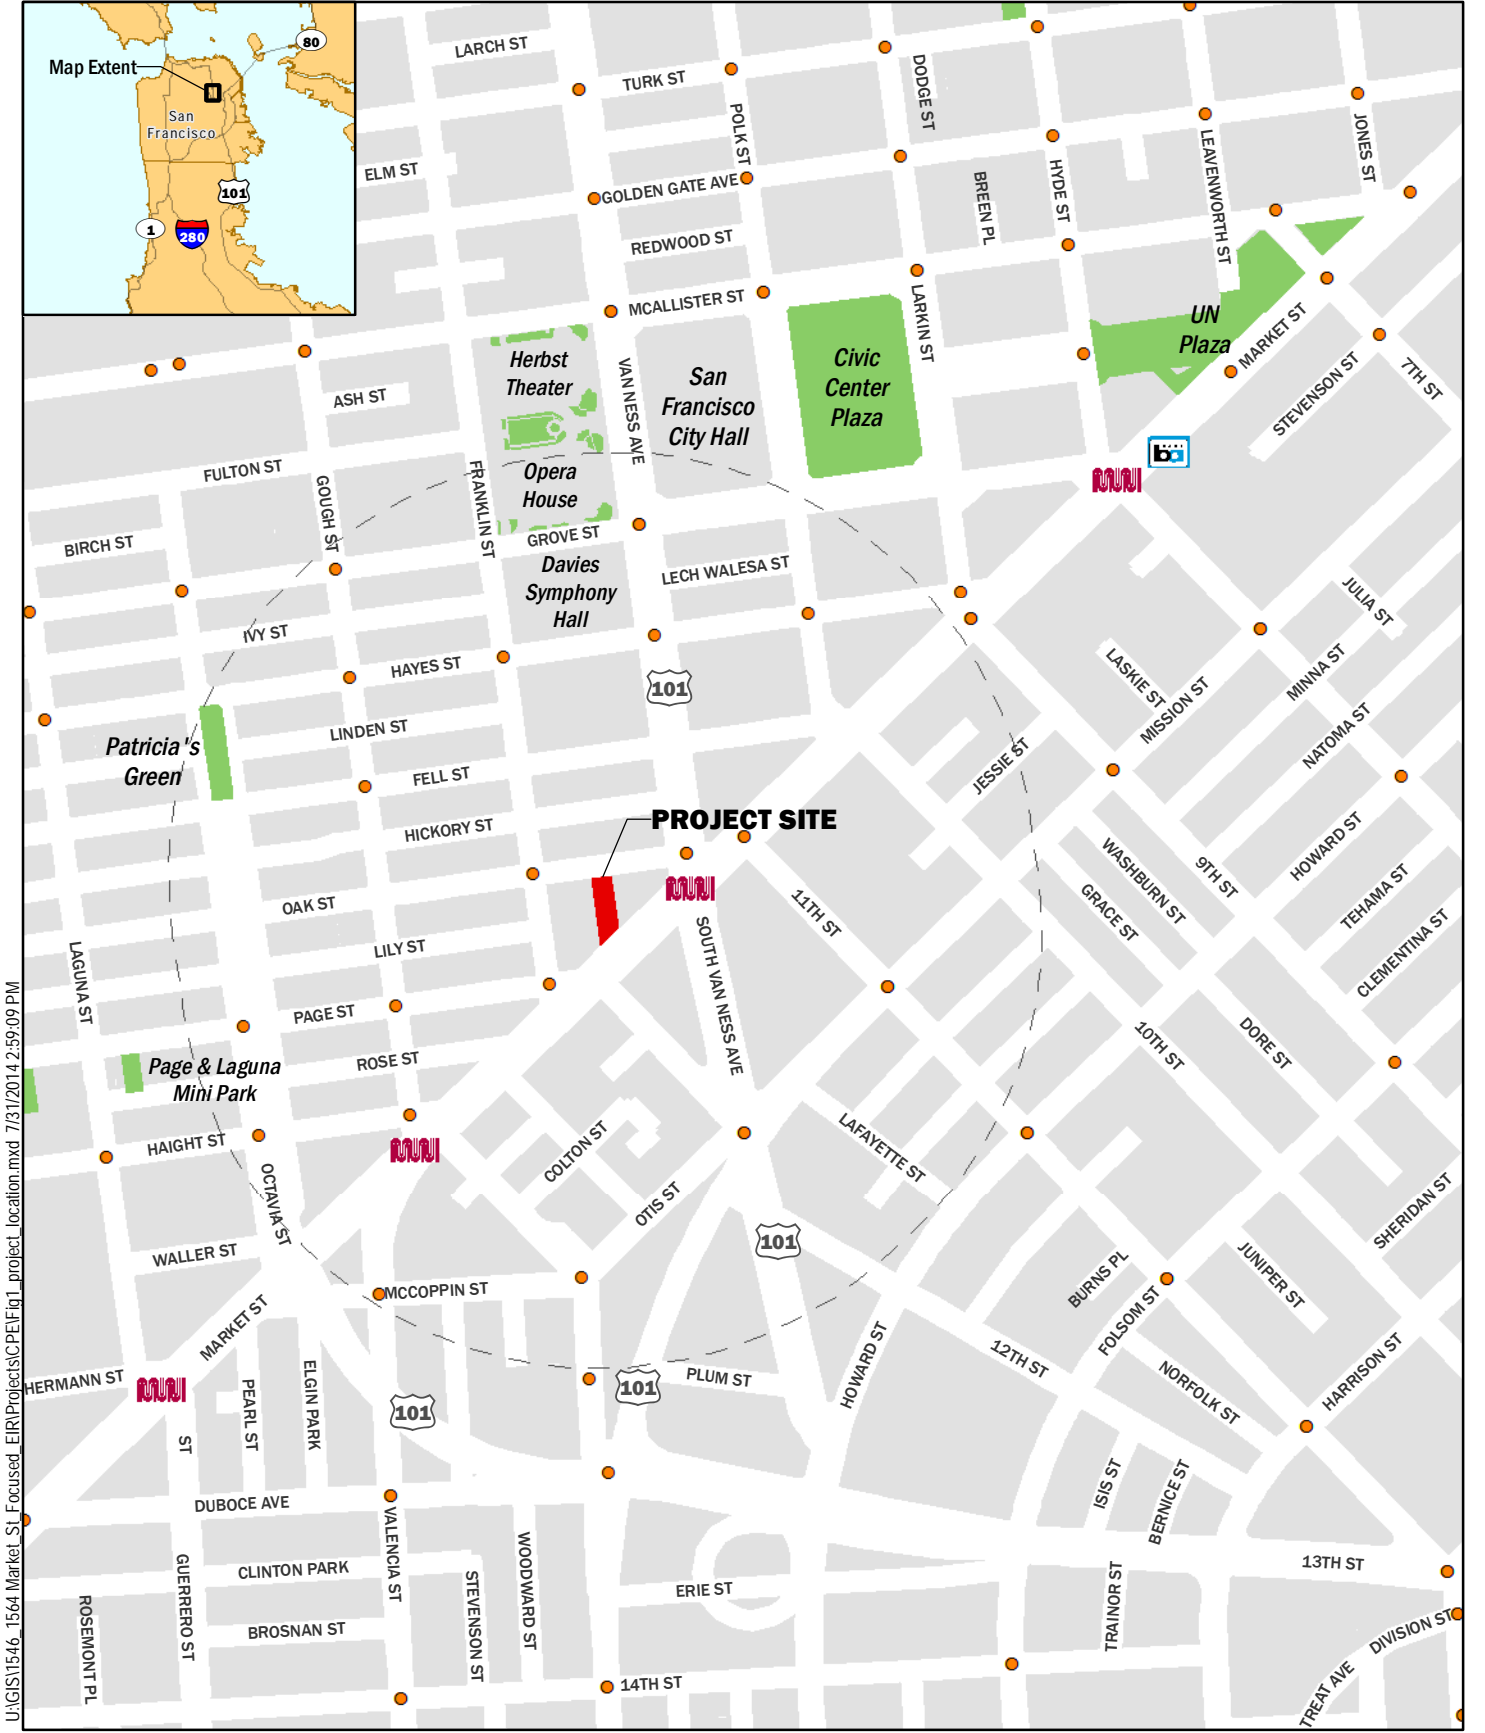 Map Extent
80
San
Francisco
101
1
280
LARCH ST
TURK ST
DODGE ST
POLK ST
JONES ST
LEAVENWORTH ST
ELM ST
GOLDEN GATE AVE
HYDE ST
BREEN PL
REDWOOD ST
MCALLISTER ST
LARKIN ST
UN
Plaza
MARKET ST
STEVENSON ST
7TH ST
Herbst
Theater
VAN NESS AVE
San
Francisco
City Hall
Civic
Center
Plaza
ASH ST
FULTON ST
GOUGH ST
FRANKLIN ST
Opera
House
ba
GROVE ST
BIRCH ST
Davies
Symphony
Hall
LECH WALESA ST
JULIA ST
IVY ST
HAYES ST
LASKIE ST
MINNA ST
MISSION ST
101
NATOMA ST
LINDEN ST
Patricia's
Green
FELL ST
JESSIE ST
HICKORY ST
PROJECT SITE
HOWARD ST
WASHBURN ST
9TH ST
TEHAMA ST
OAK ST
11TH ST
GRACE ST
CLEMENTINA ST
LILY ST
LAGUNA ST
SOUTH VAN NESS AVE
PAGE ST
10TH ST
DORE ST
ROSE ST
Page & Laguna
Mini Park
HAIGHT ST
COLTON ST
LAFAYETTE ST
OCTAVIA ST
OTIS ST
SHERIDAN ST
WALLER ST
101
BURNS PL
JUNIPER ST
MCCOPPIN ST
MARKET ST
FOLSOM ST
HOWARD ST
12TH ST
HERMANN ST
PEARL ST
ELGIN PARK
101
101
PLUM ST
NORFOLK ST
HARRISON ST
ST
DUBOCE AVE
ISIS ST
BERNICE ST
VALENCIA ST
WOODWARD ST
13TH ST
GUERRERO ST
CLINTON PARK
STEVENSON ST
ERIE ST
TRAINOR ST
ROSEMONT PL
BROSNAN ST
DIVISION ST
14TH ST
TREAT AVE
U:\GIS\1546_1564 Market_St_Focused_EIR\Projects\CPE\Fig1_project_location.mxd 7/31/2014 2:59:09 PM